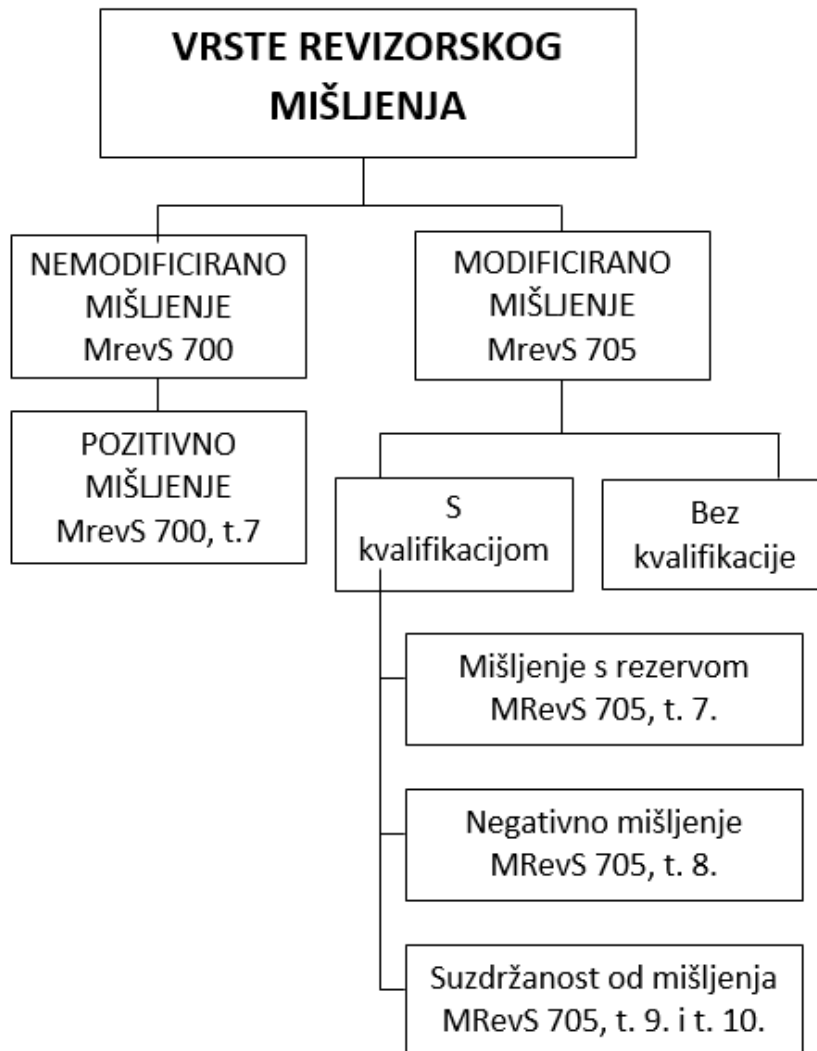 VRSTE REVIZORSKOG
MIŠLJENJA
NEMODIFICIRANO
MIŠLJENJE
MrevS 700
MODIFICIRANO
MIŠLJENJE
MrevS 705
POZITIVNO
MIŠLJENJE
MrevS 700, t.7
S
kvalifikacijom
Bez
kvalifikacije
Mišljenje s rezervom
MRevS 705, t. 7.
Negativno mišljenje
MRevS 705, t. 8.
Suzdržanost od mišljenja
MRevS 705, t. 9. i t. 10.